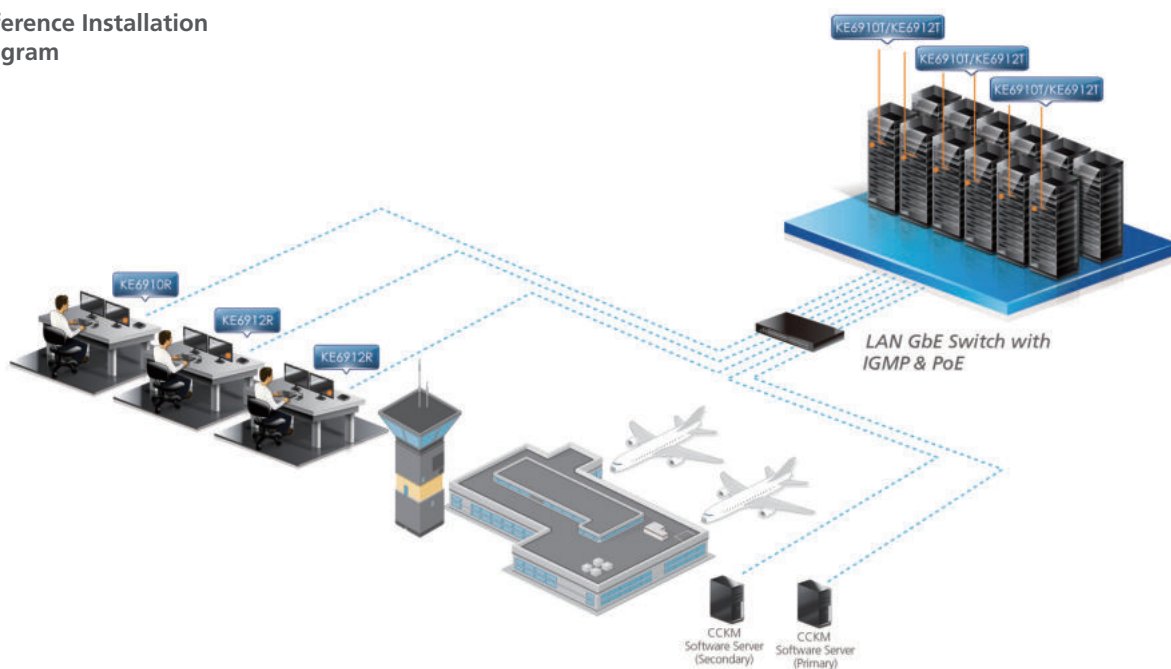 ference Installation
gram
KE6910T/KE6912T
KE6910T/KE6912T
KE6910T/KE6912T
KE6910R
KE6912R
KE6912R
LAN GbE Switch with
IGMP & PoE
CCKM
Software Server
(Secondary)
CCKM
Software Server
(Primary)